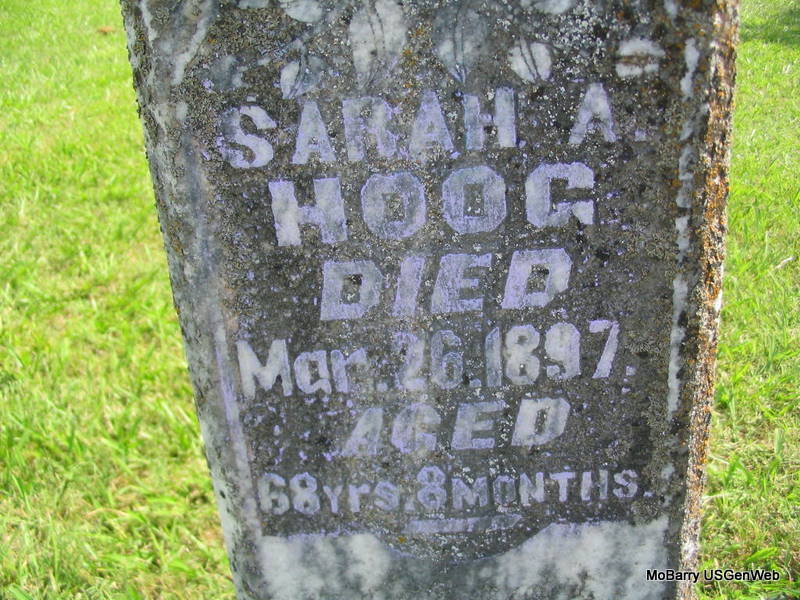 SARAH A.
HOOG
DIED
Mar. 26. 1897.
AGED
68 Yrs. 8 MONTHS.
MoBarry USGenWeb